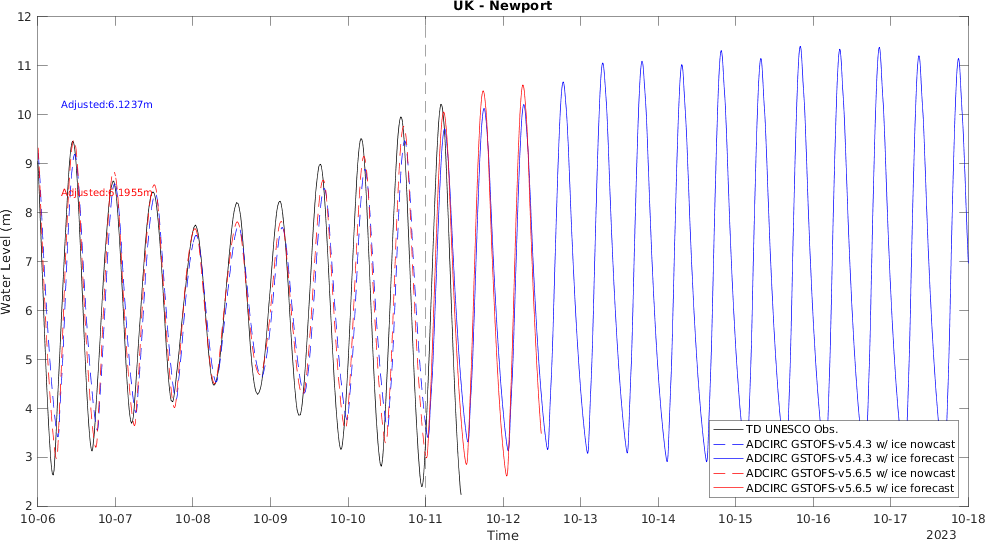 UK - Newport
12
11
10
9
8
7
6
5
4
3
2
Water Level (m)
Adjusted:6.1237m
Adjusted:6.1955m
TD UNESCO Obs.
ADCIRC GSTOFS-v5.4.3 w/ ice nowcast
ADCIRC GSTOFS-v5.4.3 w/ ice forecast
ADCIRC GSTOFS-v5.6.5 w/ ice nowcast
ADCIRC GSTOFS-v5.6.5 w/ ice forecast
10-06 10-07 10-08 10-09 10-10 10-11 10-12 10-13 10-14 10-15 10-16 10-17 10-18
Time
2023